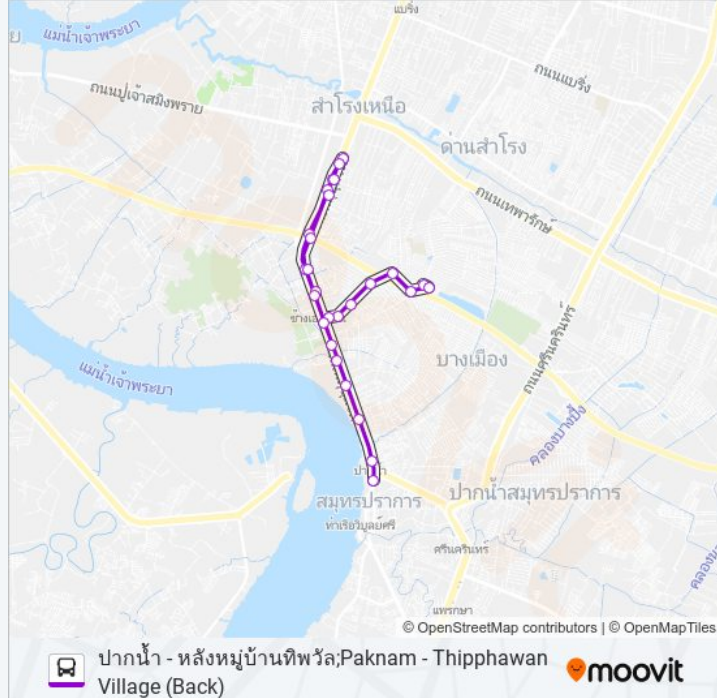 แบริ่ง
แม่น้ำเจ้าพระยา
ถนนแบริ่ง
ถนนปู่เจ้าสมิงพราย
สำโรงเหนือ
ด่านสำโรง
ถนนเทพารักษ์
บางเมือง
ถนนศรีนครินทร์
แม่น้ำเจ้าพระยา
คลองบางปิ้ง
สมุทรปราการ
ปากน้ำสมุทรปราการ
ท่าเรือวิบูลย์ศรี
ศรีนครินทร์
แพรกษา
© OpenStreetMap contributors | © OpenMapTiles
ปากน้ำ - หลังหมู่บ้านทิพวัล;Paknam - Thipphawan
Village (Back)
moovit